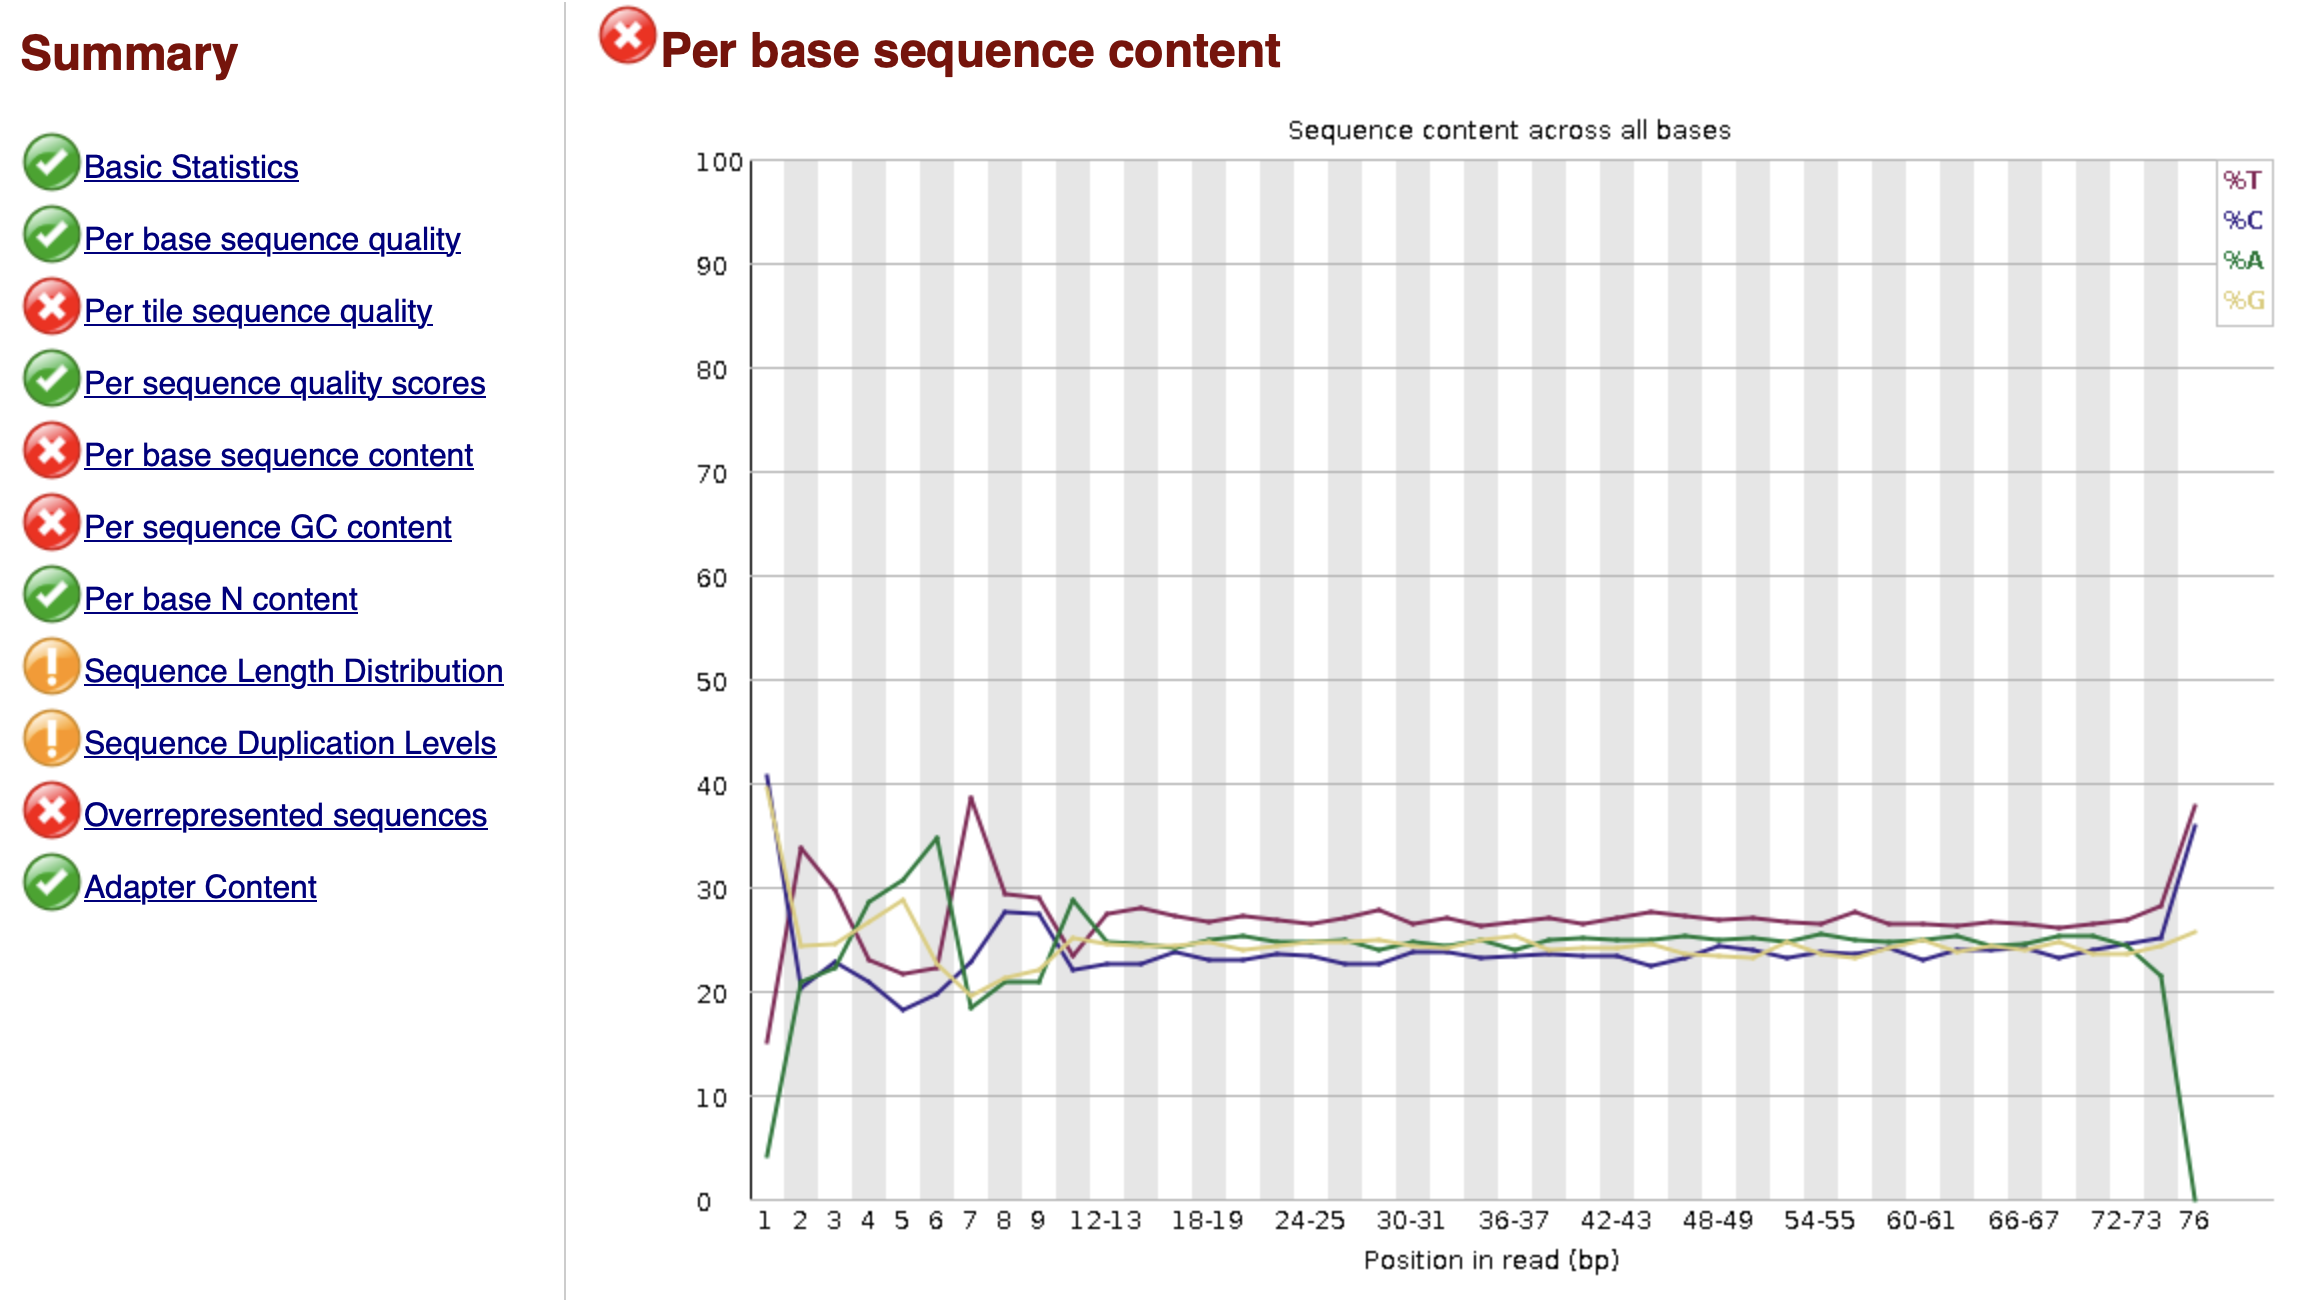 Summary
Basic Statistics
Per base sequence quality
Per tile sequence quality
Per sequence quality scores
Per base sequence content
Per sequence GC content
Per base N content
Sequence Length Distribution
Sequence Duplication Levels
Overrepresented sequences
Adapter Content
Per base sequence content
Sequence content across all bases
%T
%C
%A
%G
100
90
80
70
60
50
40
30
20
10
0
1 2 3 4 5 6 7 8 9 12-13 18-19 24-25 30-31 36-37 42-43 48-49 54-55 60-61 66-67 72-73 76
Position in read (bp)